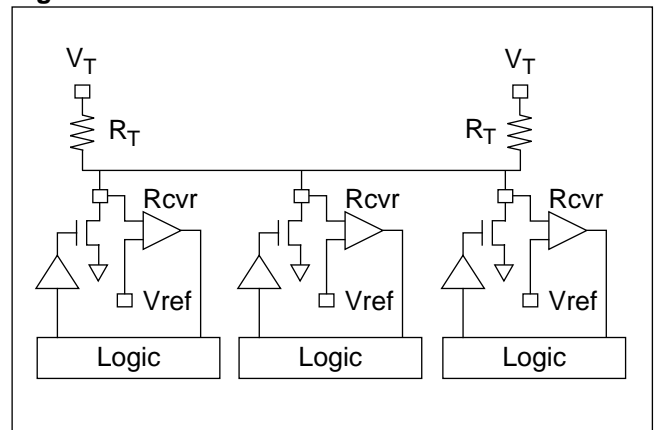 V_T V_T
R_T R_T
Rcvr Rcvr Rcvr
Vref Vref Vref
Logic Logic Logic